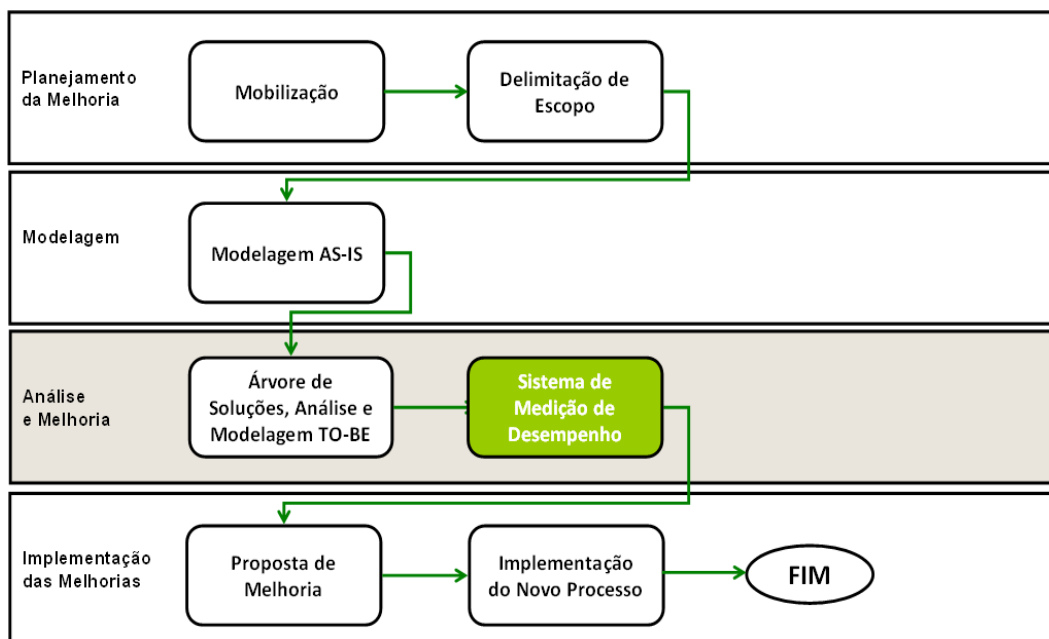 Planejamento
da Melhoria
Mobilização
Delimitação de
Escopo
Modelagem
Modelagem AS-IS
Análise
e Melhoria
Árvore de
Soluções, Análise e
Modelagem TO-BE
Sistema de
Medição de
Desempenho
Implementação
das Melhorias
Proposta de
Melhoria
Implementação
do Novo Processo
FIM